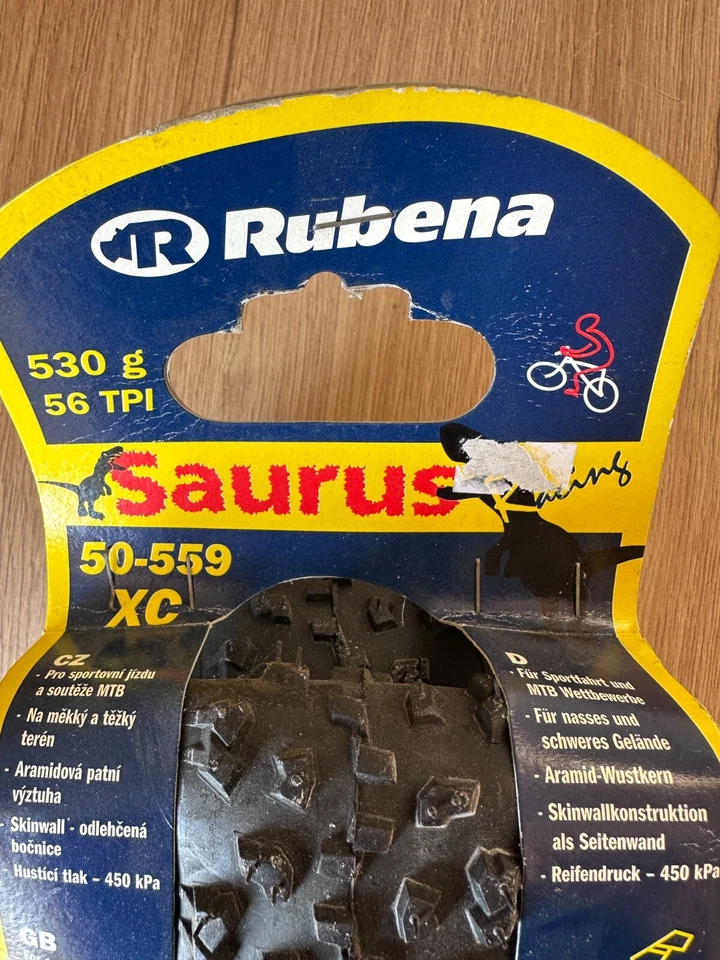 R Rubena
530 g
56 TPI
Saurus Racing
50-559
XC
CZ
- Pro sportovní jízdu
a soutěže MTB
- Na měkký a těžký
terén
- Aramidová patní
výztuha
- Skinwall - odlehčená
bočnice
- Hustící tlak – 450 kPa
GB
D
- Für Sportfahrt und
MTB Wettbewerbe
- Für nasses und
schweres Gelände
- Aramid-Wustkern
- Skinwallkonstruktion
als Seitenwand
- Reifendruck – 450 kPa